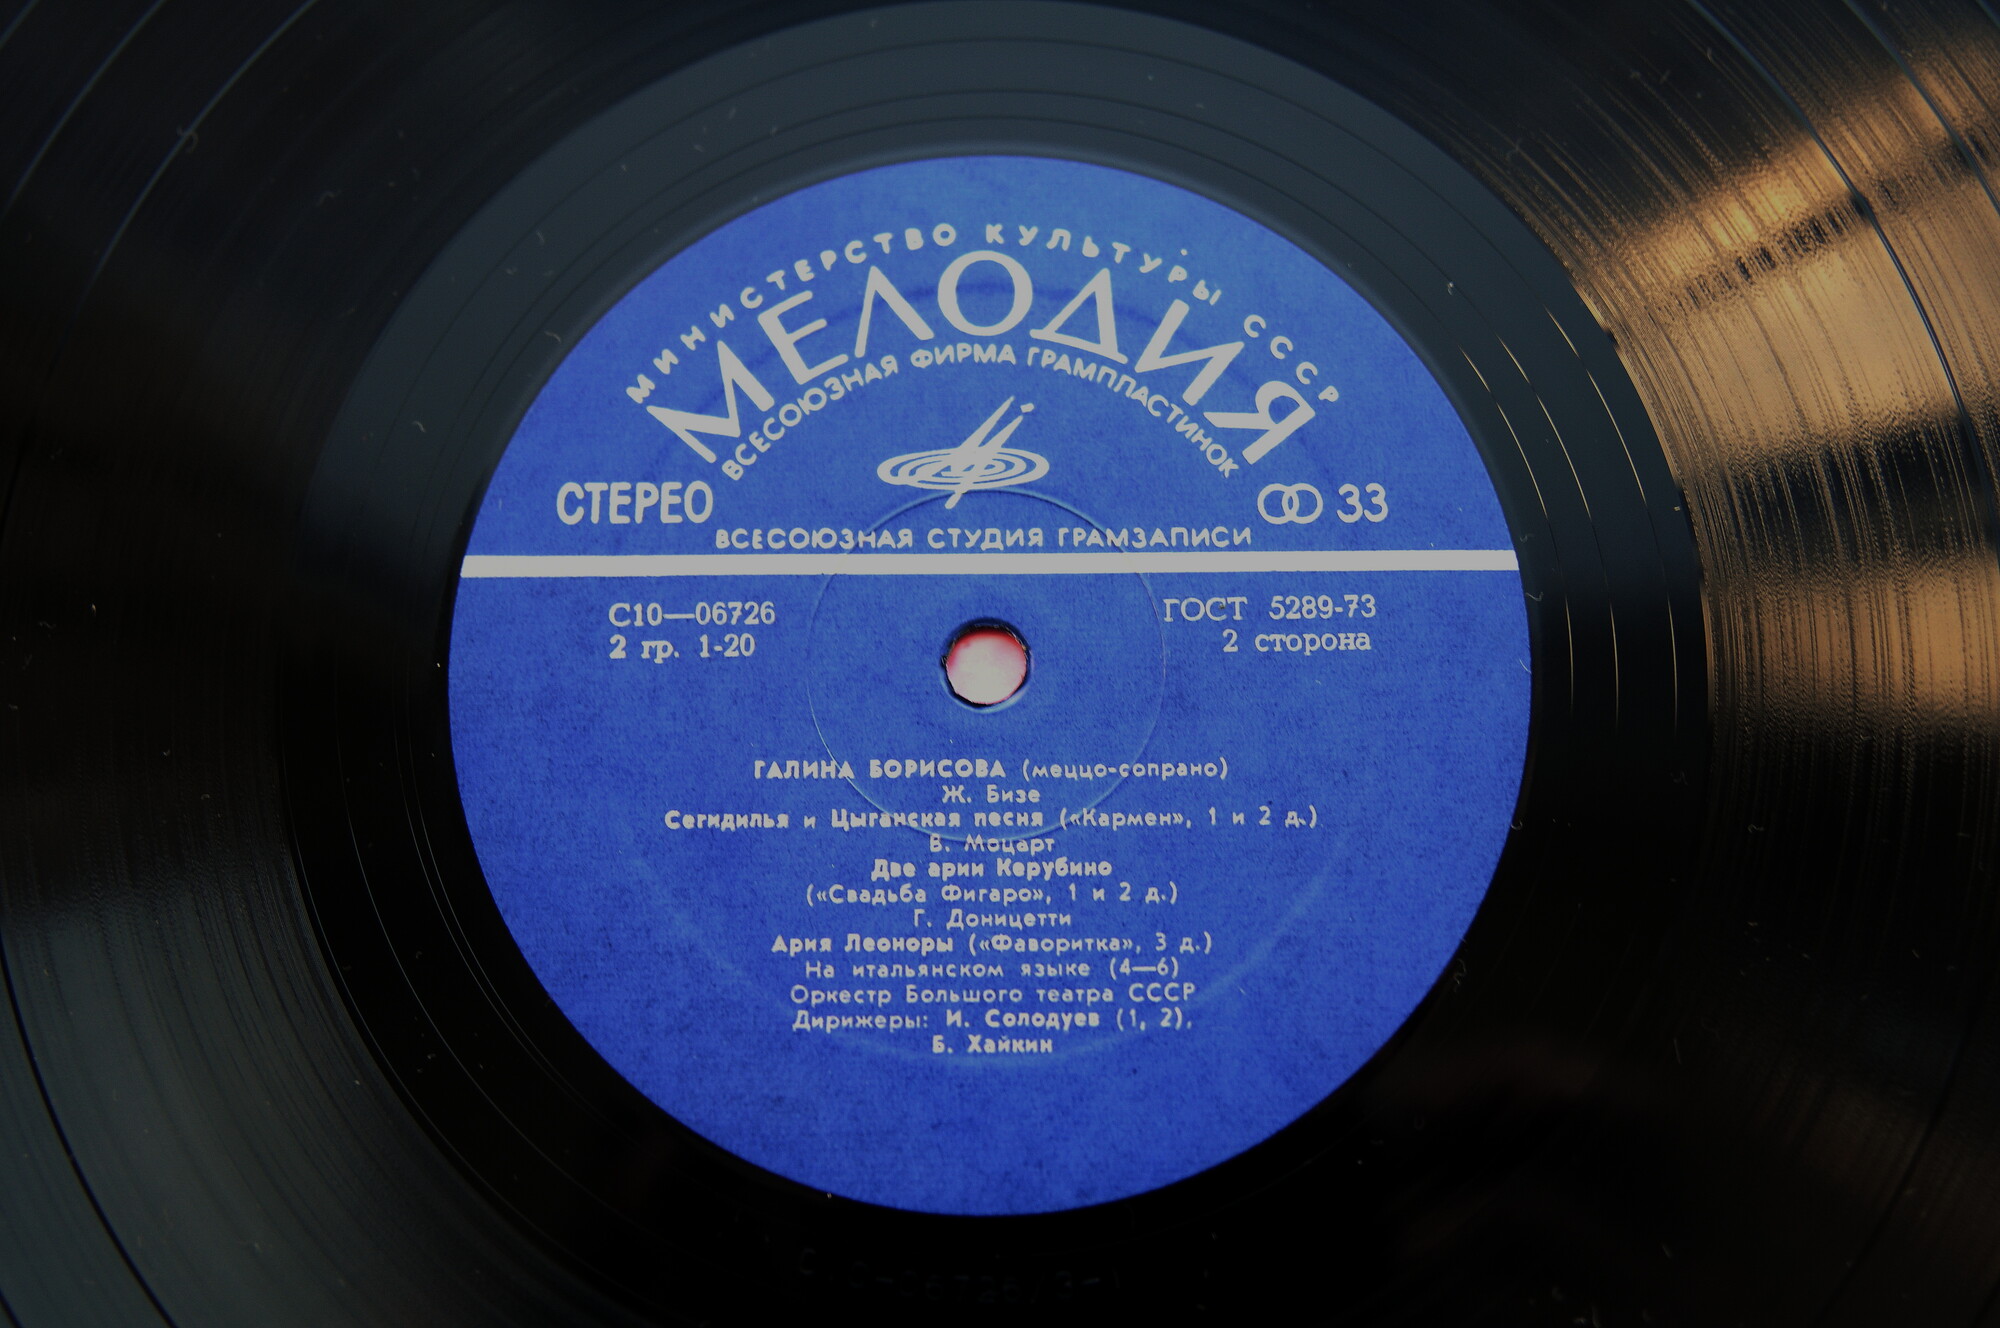 МИНИСТЕРСТВО КУЛЬТУРЫ СССР
МЕЛОДИЯ
ВСЕСОЮЗНАЯ ФИРМА ГРАМПЛАСТИНОК
СТЕРЕО
33
ВСЕСОЮЗНАЯ СТУДИЯ ГРАМЗАПИСИ
С10—06726
ГОСТ 5289-73
2 гр. 1-20
2 сторона
ГАЛИНА БОРИСОВА (меццо-сопрано)
Ж. Бизе
Сегидилья и Цыганская песня («Кармен», 1 и 2 д.)
В. Моцарт
Две арии Керубино
(«Свадьба Фигаро», 1 и 2 д.)
Г. Доницетти
Ария Леоноры («Фаворитка», 3 д.)
На итальянском языке (4—6)
Оркестр Большого театра СССР
Дирижеры: И. Солодуев (1, 2),
Б. Хайкин